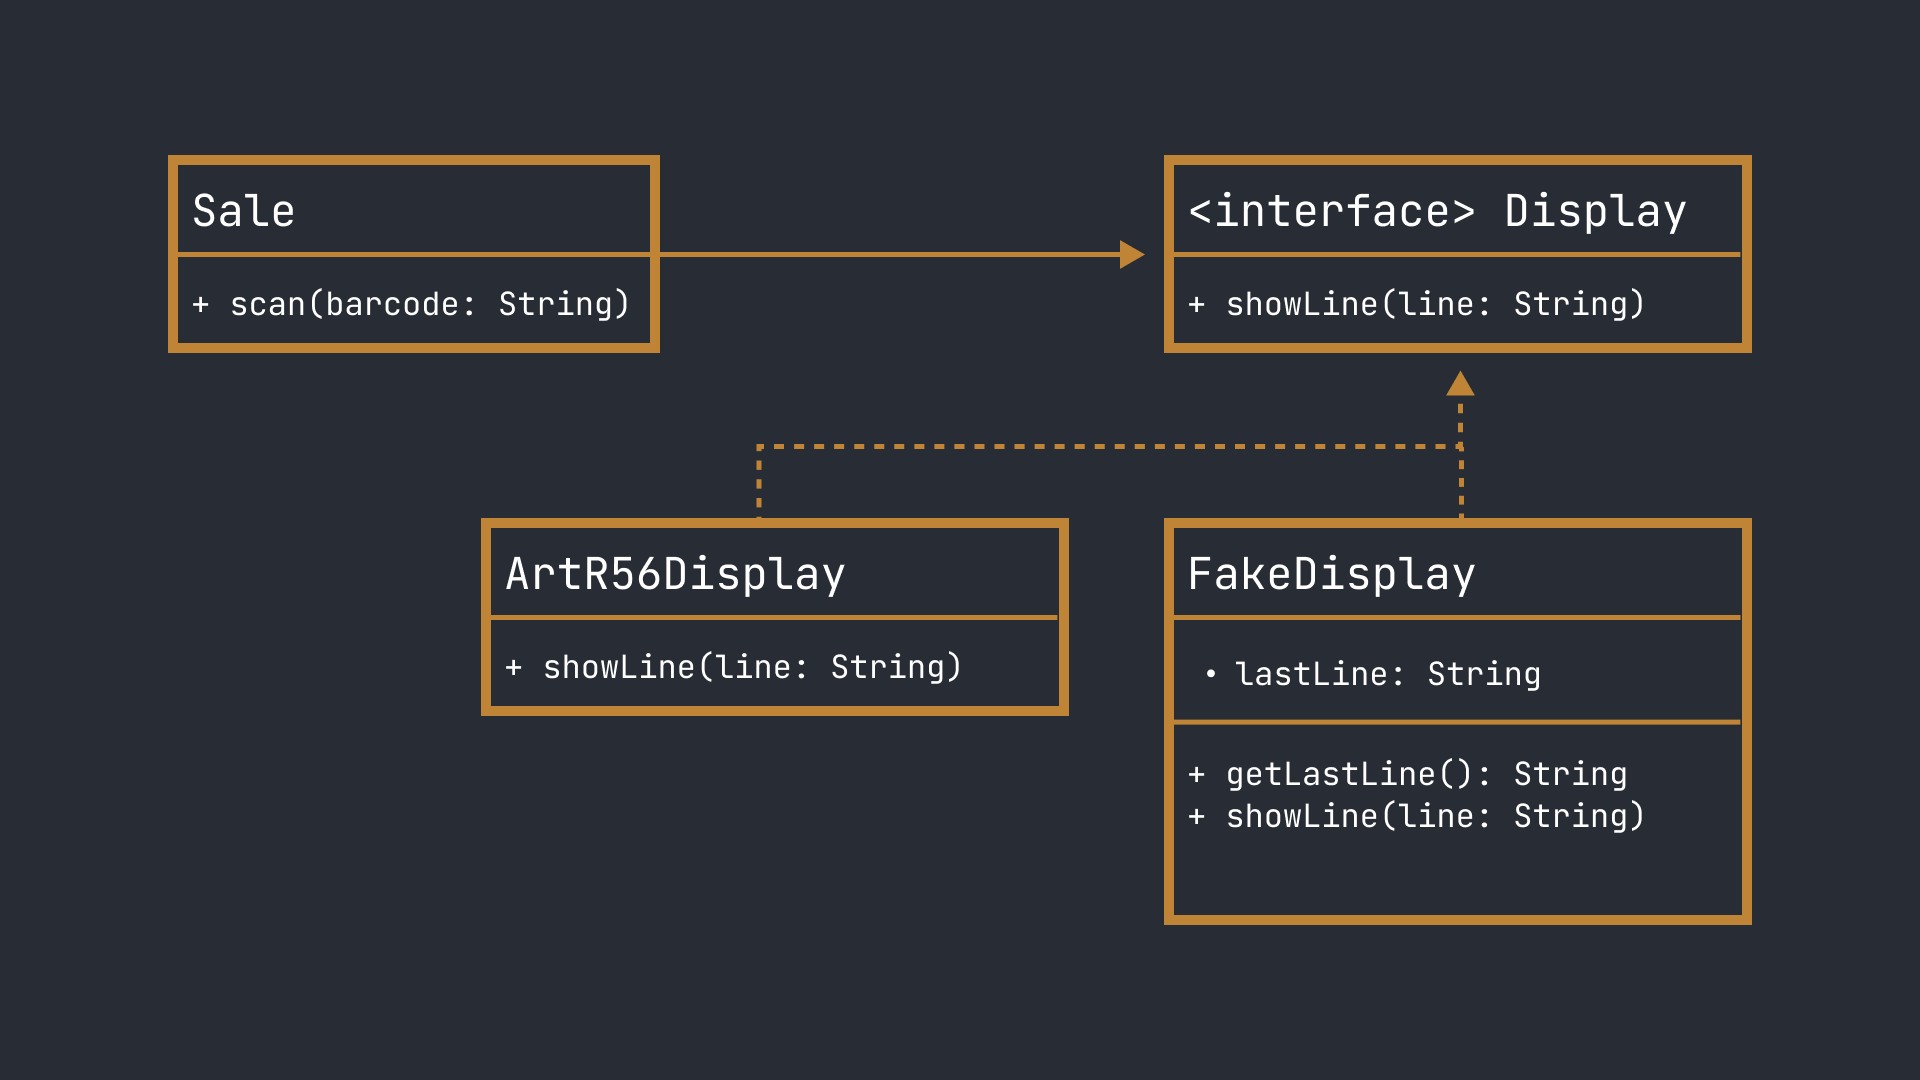 Sale
+ scan(barcode: String)
<interface> Display
+ showLine(line: String)
ArtR56Display
+ showLine(line: String)
FakeDisplay
• lastLine: String
+ getLastLine(): String
+ showLine(line: String)